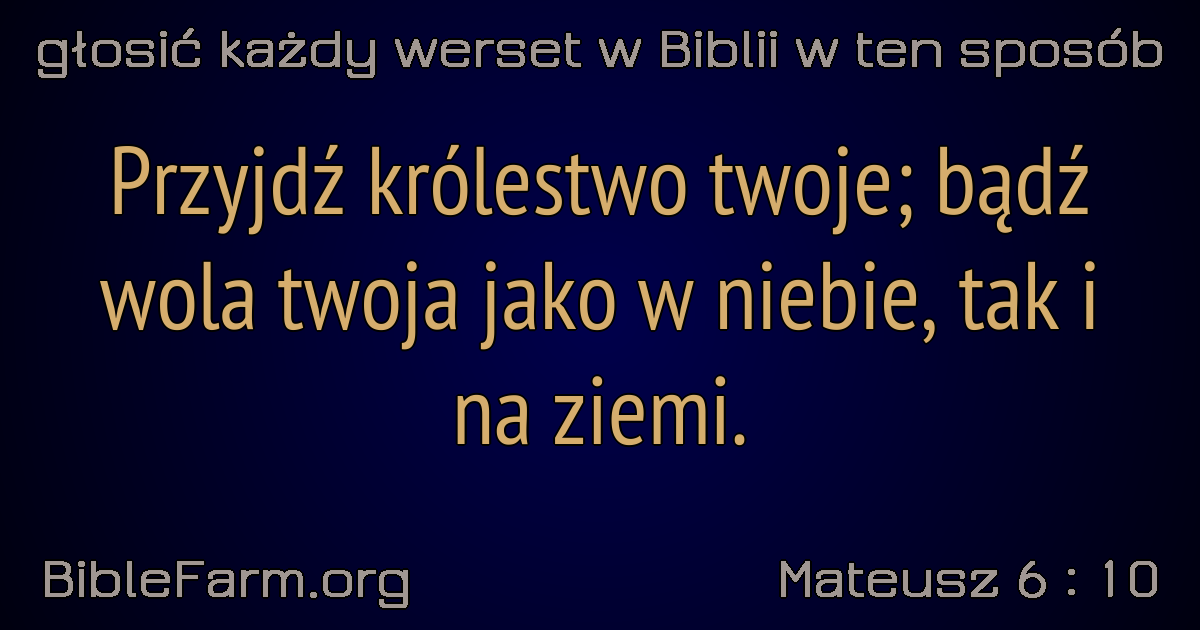 głosić każdy werset w Biblii w ten sposób
Przyjdź królestwo twoje; bądź
wola twoja jako w niebie, tak i
na ziemi.
BibleFarm.org
Mateusz 6 : 10